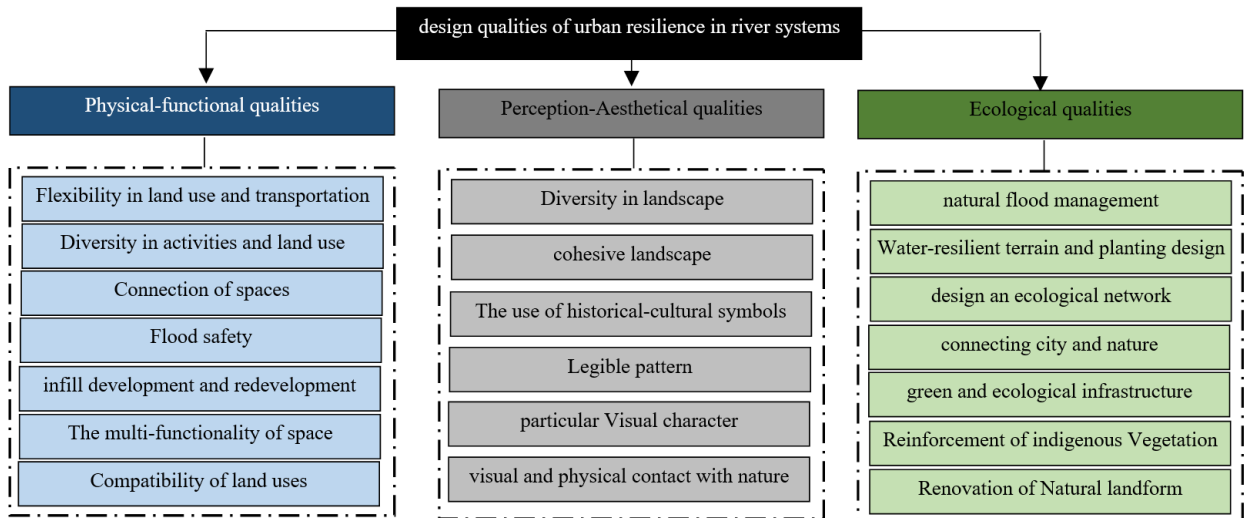 design qualities of urban resilience in river systems
Physical-functional qualities
Flexibility in land use and transportation
Diversity in activities and land use
Connection of spaces
Flood safety
infill development and redevelopment
The multi-functionality of space
Compatibility of land uses
Perception-Aesthetical qualities
Diversity in landscape
cohesive landscape
The use of historical-cultural symbols
Legible pattern
particular Visual character
visual and physical contact with nature
Ecological qualities
natural flood management
Water-resilient terrain and planting design
design an ecological network
connecting city and nature
green and ecological infrastructure
Reinforcement of indigenous Vegetation
Renovation of Natural landform